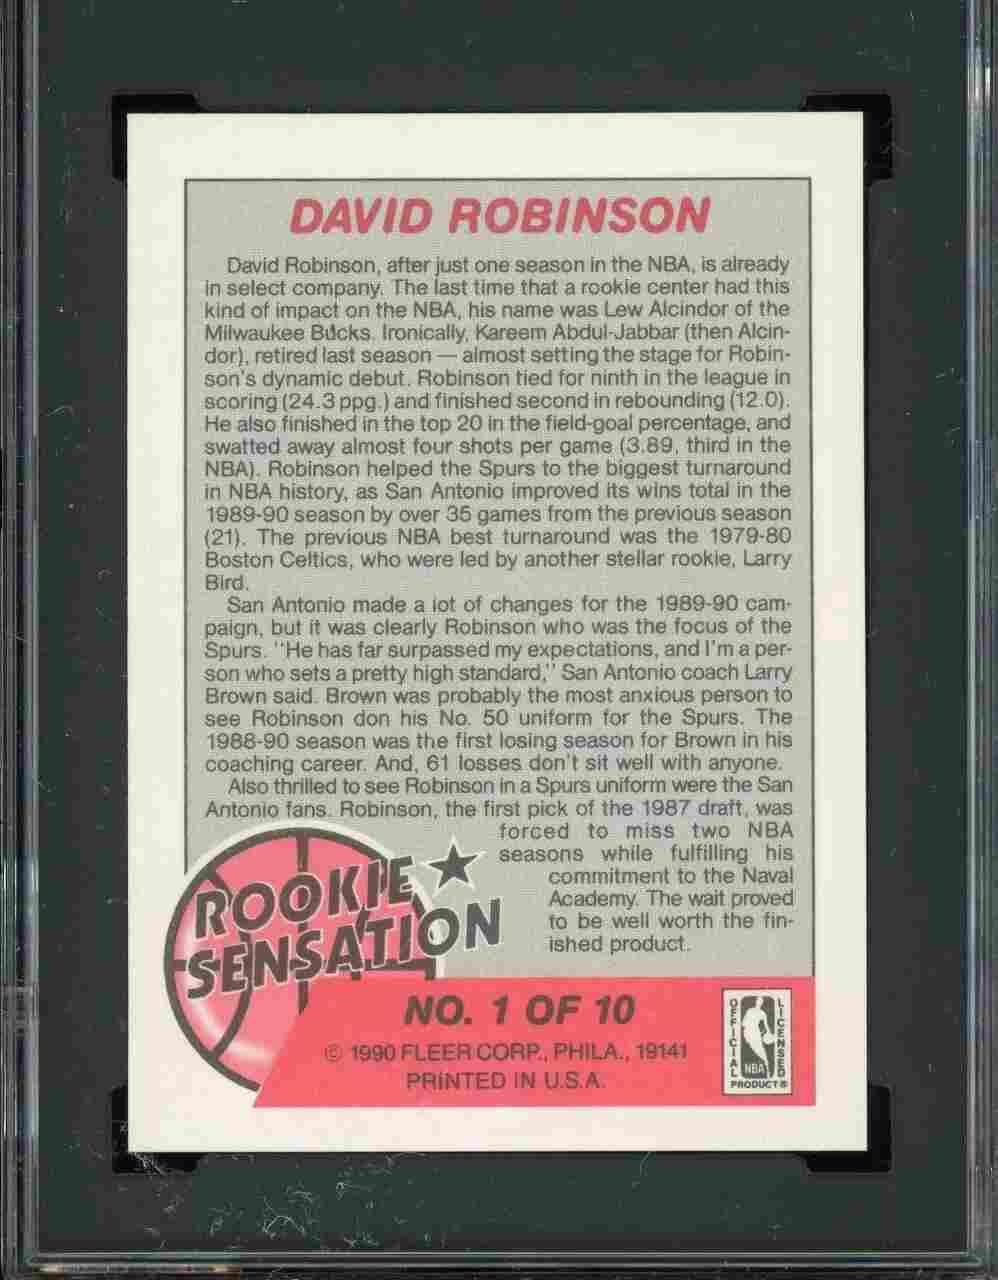 DAVID ROBINSON
David Robinson, after just one season in the NBA, is already
in select company. The last time that a rookie center had this
kind of impact on the NBA, his name was Lew Alcindor of the
Milwaukee Bucks. Ironically, Kareem Abdul-Jabbar (then Alcin-
dor), retired last season — almost setting the stage for Robin-
son's dynamic debut. Robinson tied for ninth in the league in
scoring (24.3 ppg.) and finished second in rebounding (12.0).
He also finished in the top 20 in the field-goal percentage, and
swatted away almost four shots per game (3.89, third in the
NBA). Robinson helped the Spurs to the biggest turnaround
in NBA history, as San Antonio improved its wins total in the
1989-90 season by over 35 games from the previous season
(21). The previous NBA best turnaround was the 1979-80
Boston Celtics, who were led by another stellar rookie, Larry
Bird.
San Antonio made a lot of changes for the 1989-90 cam-
paign, but it was clearly Robinson who was the focus of the
Spurs. "He has far surpassed my expectations, and I'm a per-
son who sets a pretty high standard," San Antonio coach Larry
Brown said. Brown was probably the most anxious person to
see Robinson don his No. 50 uniform for the Spurs. The
1988-90 season was the first losing season for Brown in his
coaching career. And, 61 losses don't sit well with anyone.
Also thrilled to see Robinson in a Spurs uniform were the San
Antonio fans. Robinson, the first pick of the 1987 draft, was
forced to miss two NBA
seasons while fulfilling his
commitment to the Naval
Academy. The wait proved
to be well worth the fin-
ished product.
ROOKIE
SENSATION
NO. 1 OF 10
© 1990 FLEER CORP., PHILA., 19141
PRINTED IN U.S.A.
OFFICIAL
LICENSED
NBA
PRODUCT®